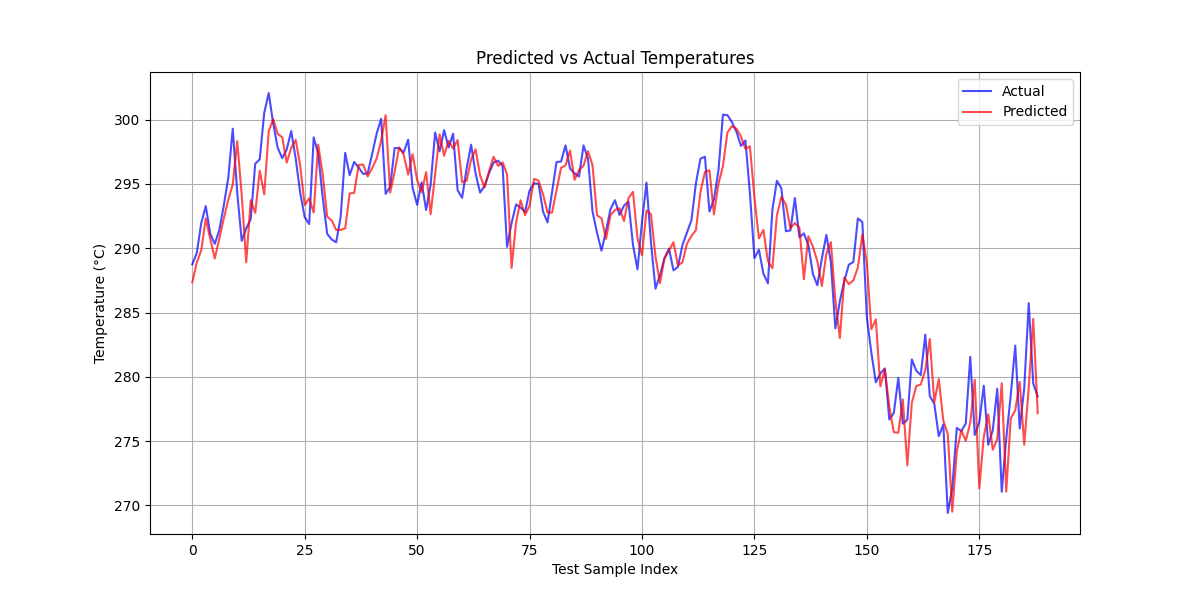 Predicted vs Actual Temperatures
Actual
Predicted
Temperature (°C)
300
295
290
285
280
275
270
0 25 50 75 100 125 150 175
Test Sample Index